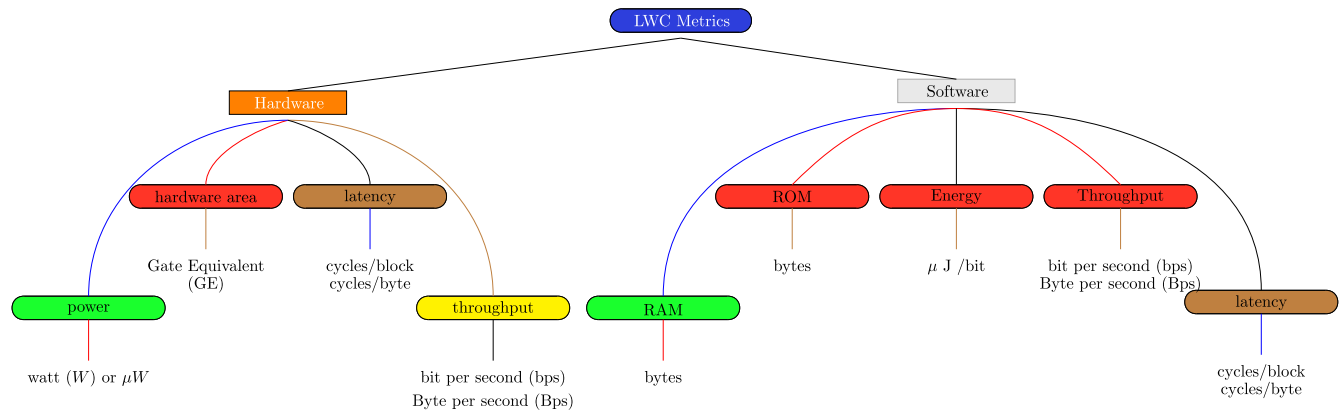 LWC Metrics
Hardware
Software
hardware area
latency
ROM
Energy
Throughput
Gate Equivalent
(GE)
cycles/block
cycles/byte
bytes
μ J /bit
bit per second (bps)
Byte per second (Bps)
power
throughput
RAM
latency
watt (W) or μW
bit per second (bps)
Byte per second (Bps)
bytes
cycles/block
cycles/byte